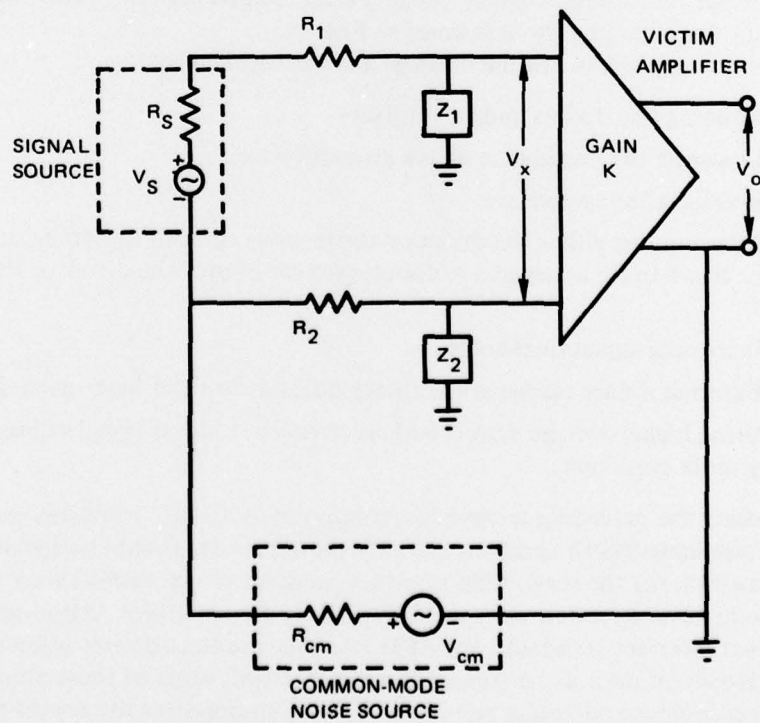 R1
VICTIM
AMPLIFIER
RS
Z1
SIGNAL
SOURCE
+
VS
-
Vx
GAIN
K
Vo
R2
Z2
Rcm
+
-
Vcm
COMMON-MODE
NOISE SOURCE